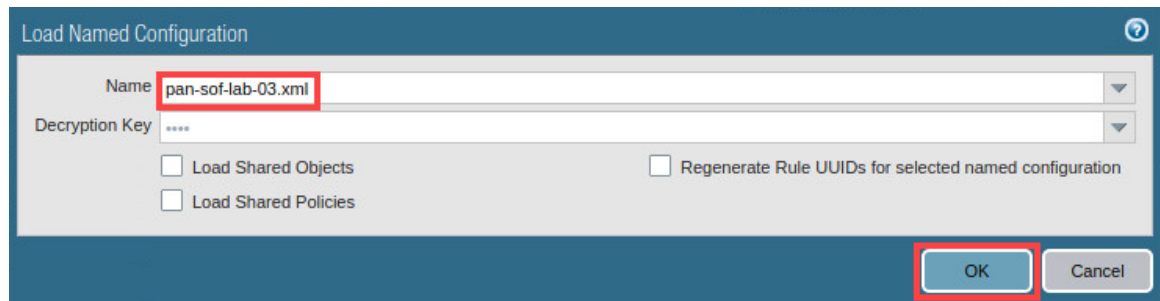 Load Named Configuration
Name pan-sof-lab-03.xml
Decryption Key ••••
Load Shared Objects Regenerate Rule UUIDs for selected named configuration
Load Shared Policies
OK Cancel